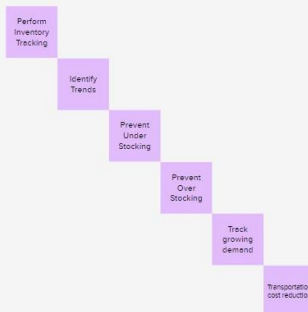 Perform
Inventory
Tracking
Identify
Trends
Prevent
Under
Stocking
Prevent
Over
Stocking
Track
growing
demand
Transportatio
cost reductio